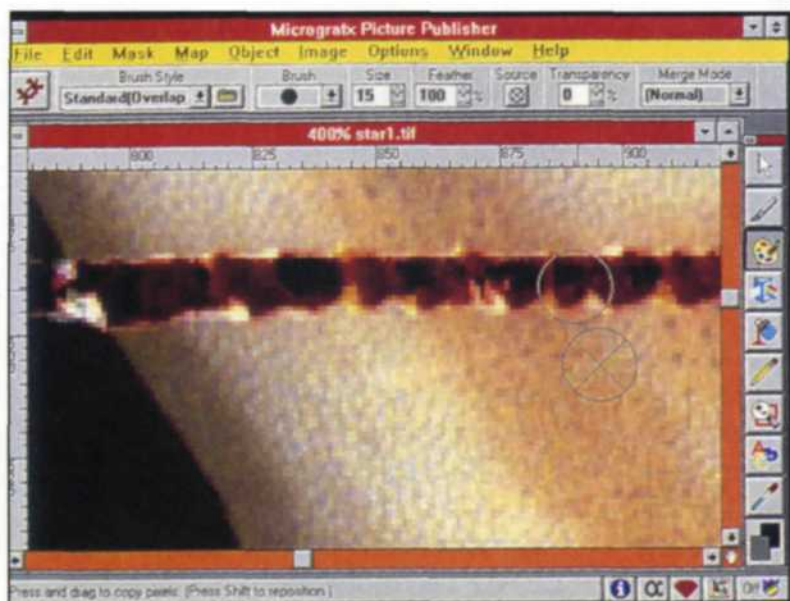 Micrografx Picture Publisher
File Edit Mask Map Object Image Options Window Help
Brush Style Brush Size Feather Source Transparency Merge Mode
Standard(Overlap 15 100 % 0 % (Normal)
400% star1.tif
800 825 850 875 900
Press and drag to copy pixels. (Press Shift to reposition.)
Off